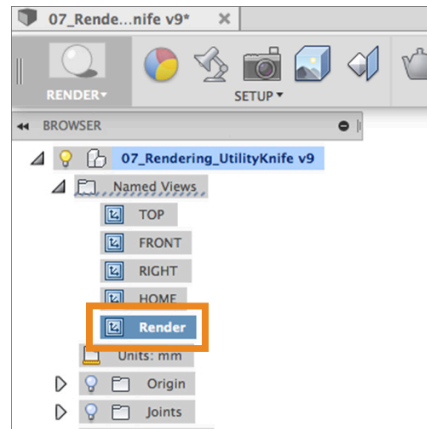 07_Rende...nife v9*
RENDER
SETUP
BROWSER
07_Rendering_UtilityKnife v9
Named Views
TOP
FRONT
RIGHT
HOME
Render
Units: mm
Origin
Joints